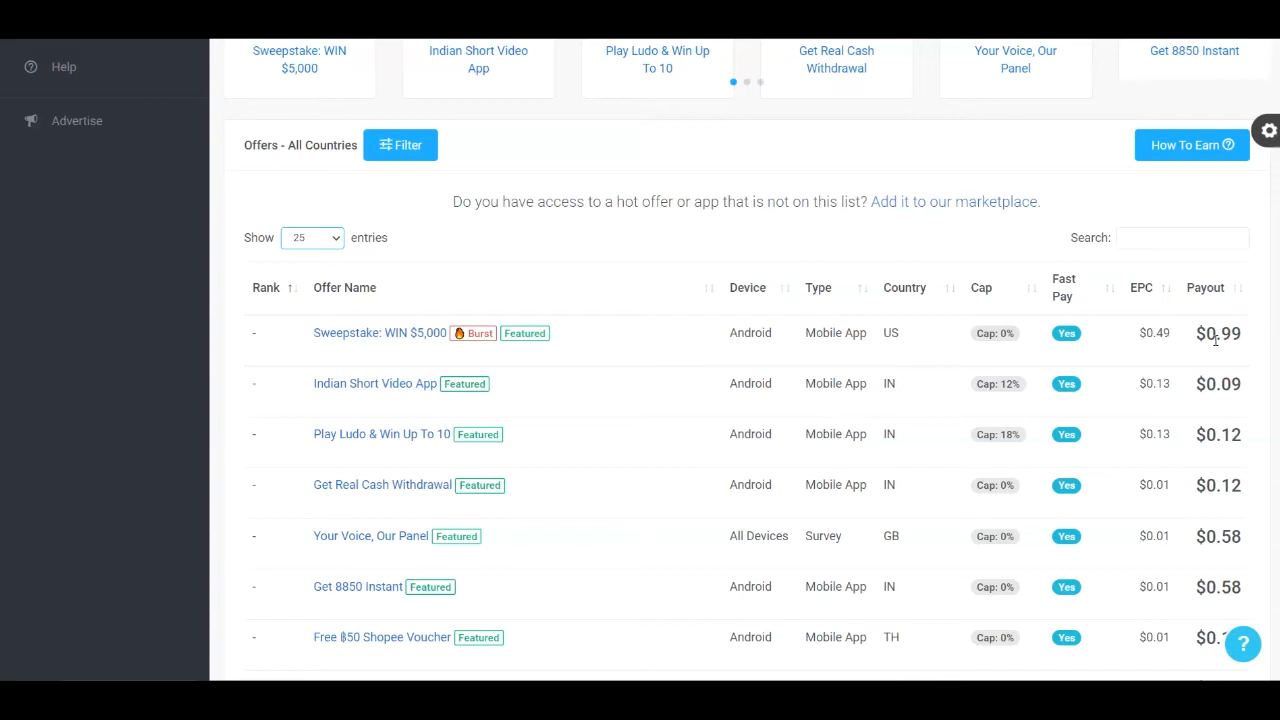 Help
Advertise
Sweepstake: WIN
$5,000
Indian Short Video
App
Play Ludo & Win Up
To 10
Get Real Cash
Withdrawal
Your Voice, Our
Panel
Get 8850 Instant
Offers - All Countries Filter How To Earn
Do you have access to a hot offer or app that is not on this list? Add it to our marketplace.
Show 25 entries Search:
Rank Offer Name Device Type Country Cap Fast Pay EPC Payout
- Sweepstake: WIN $5,000 Burst Featured Android Mobile App US Cap: 0% Yes $0.49 $0.99
- Indian Short Video App Featured Android Mobile App IN Cap: 12% Yes $0.13 $0.09
- Play Ludo & Win Up To 10 Featured Android Mobile App IN Cap: 18% Yes $0.13 $0.12
- Get Real Cash Withdrawal Featured Android Mobile App IN Cap: 0% Yes $0.01 $0.12
- Your Voice, Our Panel Featured All Devices Survey GB Cap: 0% Yes $0.01 $0.58
- Get 8850 Instant Featured Android Mobile App IN Cap: 0% Yes $0.01 $0.58
- Free ฿50 Shopee Voucher Featured Android Mobile App TH Cap: 0% Yes $0.01
?